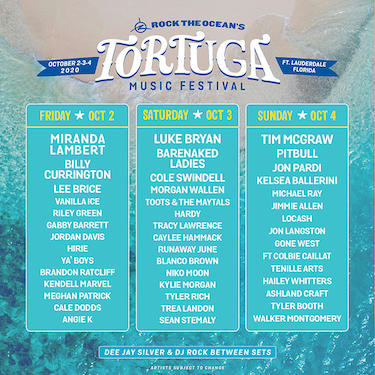 ROCK THE OCEAN'S
OCTOBER 2-3-4
2020
TORTUGA
FT. LAUDERDALE
FLORIDA
MUSIC FESTIVAL
FRIDAY ★ OCT 2
MIRANDA
LAMBERT
BILLY
CURRINGTON
LEE BRICE
VANILLA ICE
RILEY GREEN
GABBY BARRETT
JORDAN DAVIS
HIRIE
YA' BOYS
BRANDON RATCLIFF
KENDELL MARVEL
MEGHAN PATRICK
CALE DODDS
ANGIE K
SATURDAY ★ OCT 3
LUKE BRYAN
BARENAKED
LADIES
COLE SWINDELL
MORGAN WALLEN
TOOTS & THE MAYTALS
HARDY
TRACY LAWRENCE
CAYLEE HAMMACK
RUNAWAY JUNE
BLANCO BROWN
NIKO MOON
KYLIE MORGAN
TYLER RICH
TREA LANDON
SEAN STEMALY
SUNDAY ★ OCT 4
TIM MCGRAW
PITBULL
JON PARDI
KELSEA BALLERINI
MICHAEL RAY
JIMMIE ALLEN
LOCASH
JON LANGSTON
GONE WEST
FT COLBIE CAILLAT
TENILLE ARTS
HAILEY WHITTERS
ASHLAND CRAFT
TYLER BOOTH
WALKER MONTGOMERY
DEE JAY SILVER & DJ ROCK BETWEEN SETS
ARTISTS SUBJECT TO CHANGE